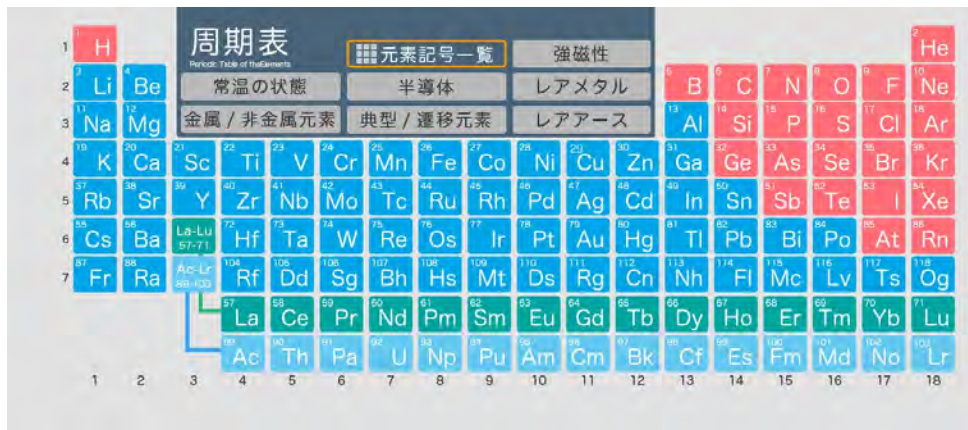 周期表
Periodic Table of theElements
元素記号一覧 強磁性
常温の状態 半導体 レアメタル
金属 / 非金属元素 典型 / 遷移元素 レアアース
1 1 H 2 He
2 3 Li 4 Be 5 B 6 C 7 N 8 O 9 F 10 Ne
3 11 Na 12 Mg 13 Al 14 Si 15 P 16 S 17 Cl 18 Ar
4 19 K 20 Ca 21 Sc 22 Ti 23 V 24 Cr 25 Mn 26 Fe 27 Co 28 Ni 29 Cu 30 Zn 31 Ga 32 Ge 33 As 34 Se 35 Br 36 Kr
5 37 Rb 38 Sr 39 Y 40 Zr 41 Nb 42 Mo 43 Tc 44 Ru 45 Rh 46 Pd 47 Ag 48 Cd 49 In 50 Sn 51 Sb 52 Te 53 I 54 Xe
6 55 Cs 56 Ba La-Lu 57-71 72 Hf 73 Ta 74 W 75 Re 76 Os 77 Ir 78 Pt 79 Au 80 Hg 81 Tl 82 Pb 83 Bi 84 Po 85 At 86 Rn
7 87 Fr 88 Ra Ac-Lr 89-103 104 Rf 105 Dd 106 Sg 107 Bh 108 Hs 109 Mt 110 Ds 111 Rg 112 Cn 113 Nh 114 Fl 115 Mc 116 Lv 117 Ts 118 Og
57 La 58 Ce 59 Pr 60 Nd 61 Pm 62 Sm 63 Eu 64 Gd 65 Tb 66 Dy 67 Ho 68 Er 69 Tm 70 Yb 71 Lu
89 Ac 90 Th 91 Pa 92 U 93 Np 94 Pu 95 Am 96 Cm 97 Bk 98 Cf 99 Es 100 Fm 101 Md 102 No 103 Lr
1 2 3 4 5 6 7 8 9 10 11 12 13 14 15 16 17 18